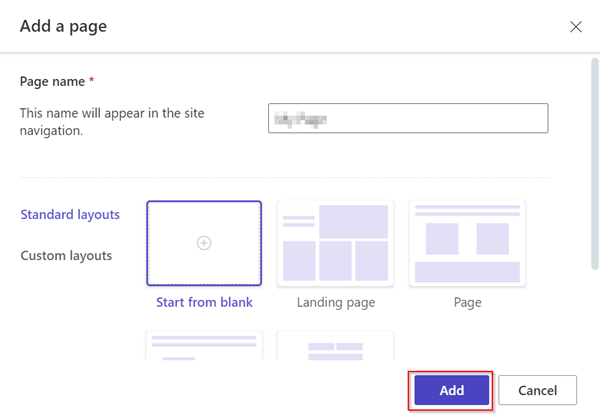 Add a page
Page name *
This name will appear in the site
navigation.
Standard layouts
Custom layouts
Start from blank
Landing page
Page
Add
Cancel